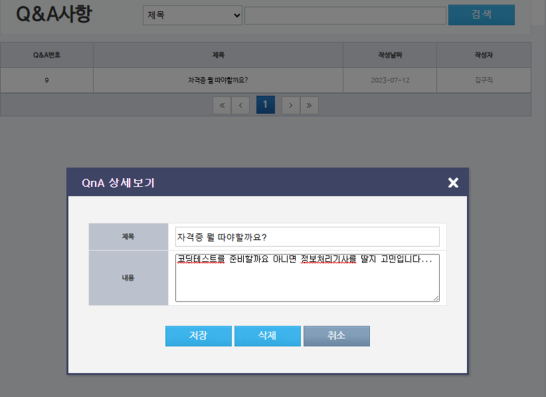 Q&A사항
제목
검색
Q&A번호 제목 작성날짜 작성자
9 자격증 뭘 따야할까요? 2023-07-12 김구직
« ‹ 1 › »
QnA 상세보기
제목 자격증 뭘 따야할까요?
내용 코딩테스트를 준비할까요 아니면 정보처리기사를 딸지 고민입니다...
저장 삭제 취소